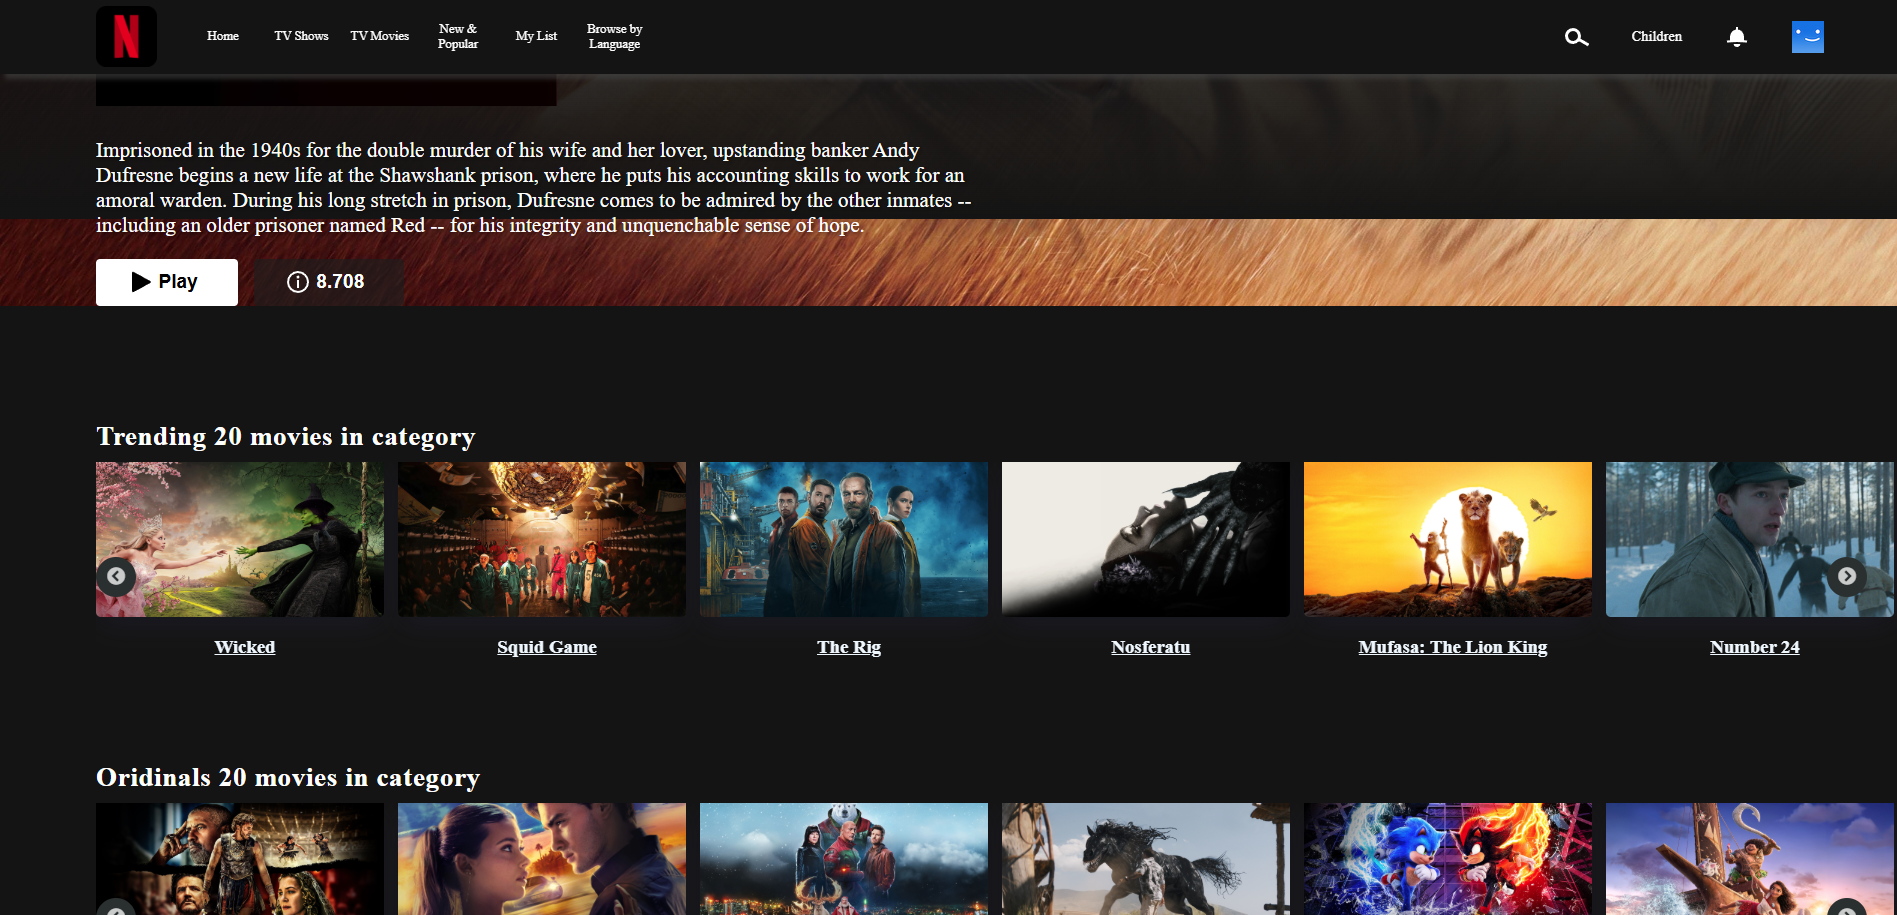 N
Home
TV Shows
TV Movies
New &
Popular
My List
Browse by
Language
Children
Imprisoned in the 1940s for the double murder of his wife and her lover, upstanding banker Andy
Dufresne begins a new life at the Shawshank prison, where he puts his accounting skills to work for an
amoral warden. During his long stretch in prison, Dufresne comes to be admired by the other inmates --
including an older prisoner named Red -- for his integrity and unquenchable sense of hope.
Play
8.708
Trending 20 movies in category
Wicked
Squid Game
The Rig
Nosferatu
Mufasa: The Lion King
Number 24
Oridinals 20 movies in category